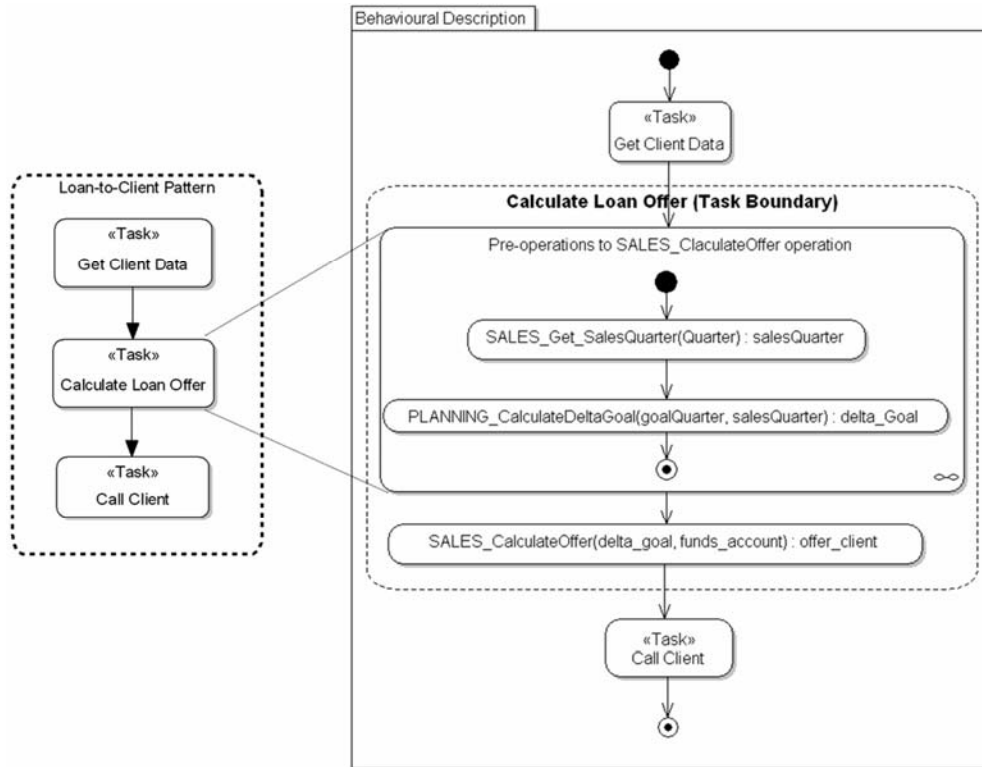 Behavioural Description
Loan-to-Client Pattern
«Task»
Get Client Data
«Task»
Calculate Loan Offer
«Task»
Call Client
«Task»
Get Client Data
Calculate Loan Offer (Task Boundary)
Pre-operations to SALES_ClaculateOffer operation
SALES_Get_SalesQuarter(Quarter) : salesQuarter
PLANNING_CalculateDeltaGoal(goalQuarter, salesQuarter) : delta_Goal
SALES_CalculateOffer(delta_goal, funds_account) : offer_client
«Task»
Call Client